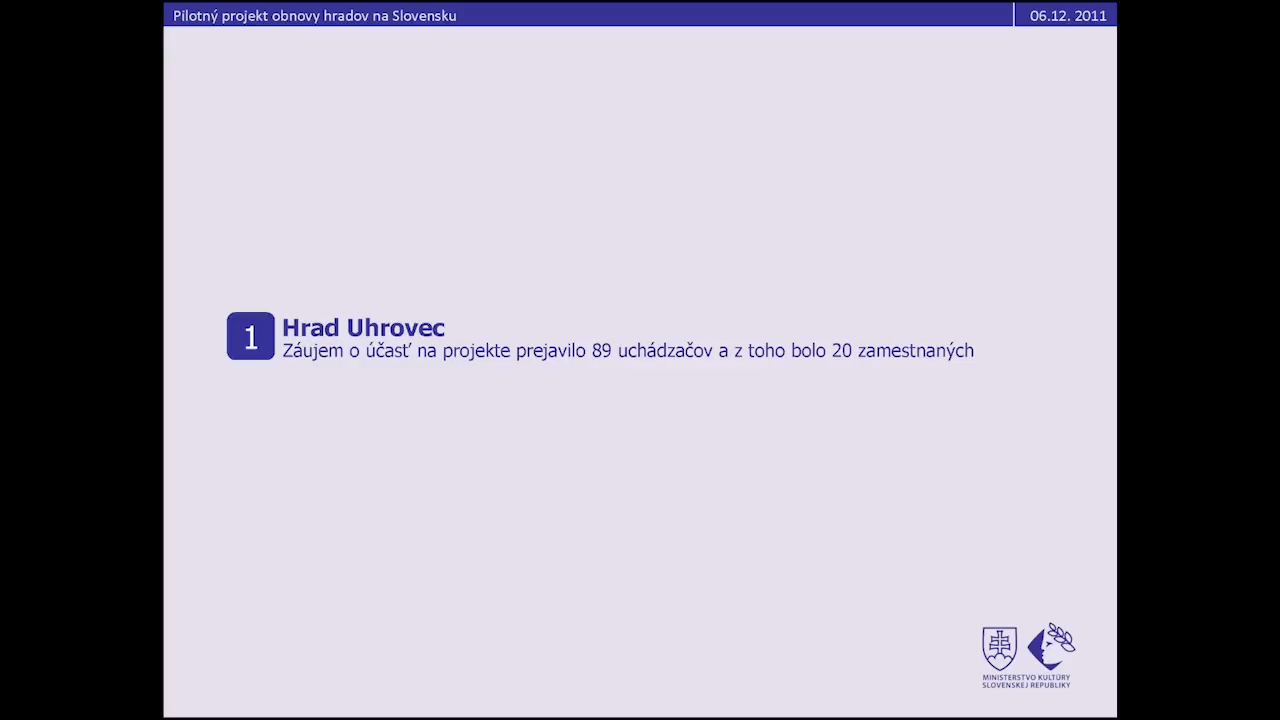 Pilotný projekt obnovy hradov na Slovensku
06.12. 2011
1
Hrad Uhrovec
Záujem o účasť na projekte prejavilo 89 uchádzačov a z toho bolo 20 zamestnaných
MINISTERSTVO KULTÚRY
SLOVENSKEJ REPUBLIKY